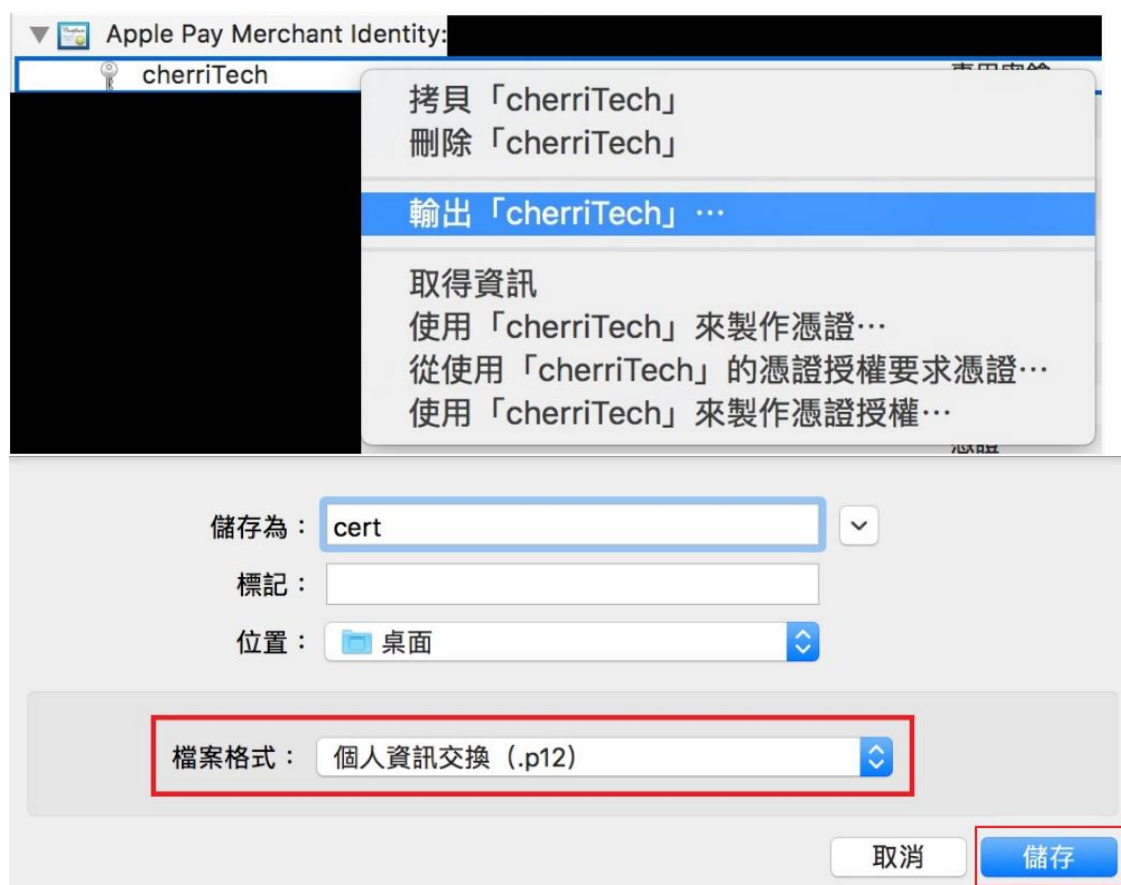 Apple Pay Merchant Identity:
cherriTech
拷貝「cherriTech」
刪除「cherriTech」
輸出「cherriTech」…
取得資訊
使用「cherriTech」來製作憑證…
從使用「cherriTech」的憑證授權要求憑證…
使用「cherriTech」來製作憑證授權…
儲存為：cert
標記：
位置：桌面
檔案格式：個人資訊交換（.p12）
取消 儲存